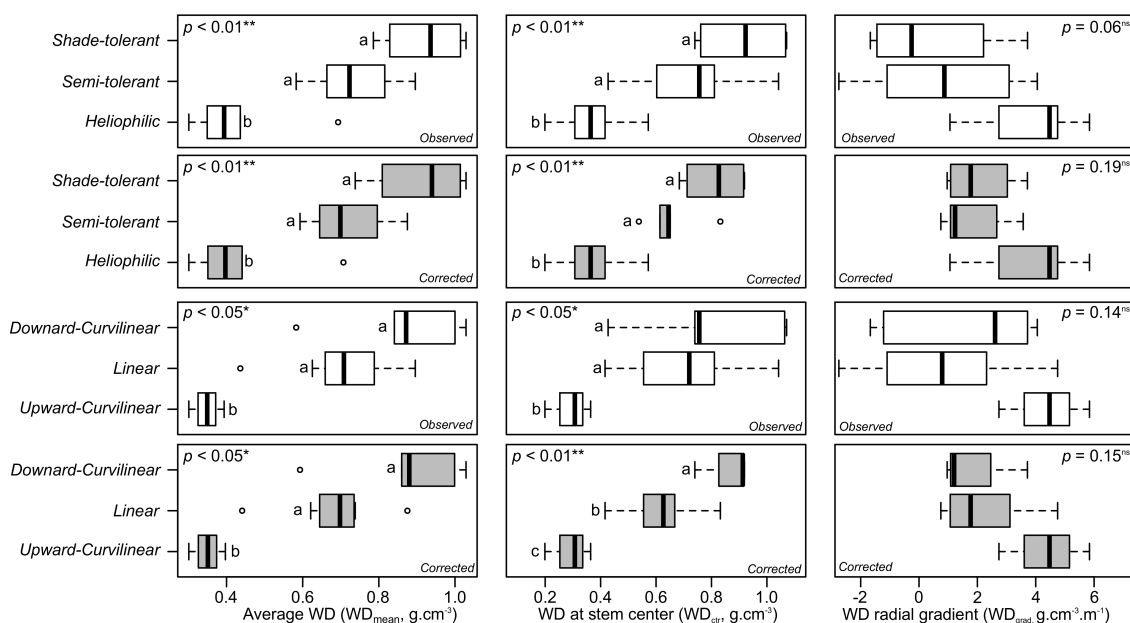 p < 0.01** p < 0.01** p = 0.06ns
Shade-tolerant a a
Semi-tolerant a a
Heliophilic b b
Observed Observed Observed
p < 0.01** p < 0.01** p = 0.19ns
Shade-tolerant a a
Semi-tolerant a a
Heliophilic b b
Corrected Corrected Corrected
p < 0.05* p < 0.05* p = 0.14ns
Downard-Curvilinear a a
Linear a a
Upward-Curvilinear b b
Observed Observed Observed
p < 0.05* p < 0.01** p = 0.15ns
Downard-Curvilinear a a
Linear a b
Upward-Curvilinear b c
Corrected Corrected Corrected
0.4 0.6 0.8 1.0 0.2 0.4 0.6 0.8 1.0 -2 0 2 4 6
Average WD (WDmean, g.cm-3) WD at stem center (WDctr, g.cm-3) WD radial gradient (WDgrad, g.cm-3.m-1)